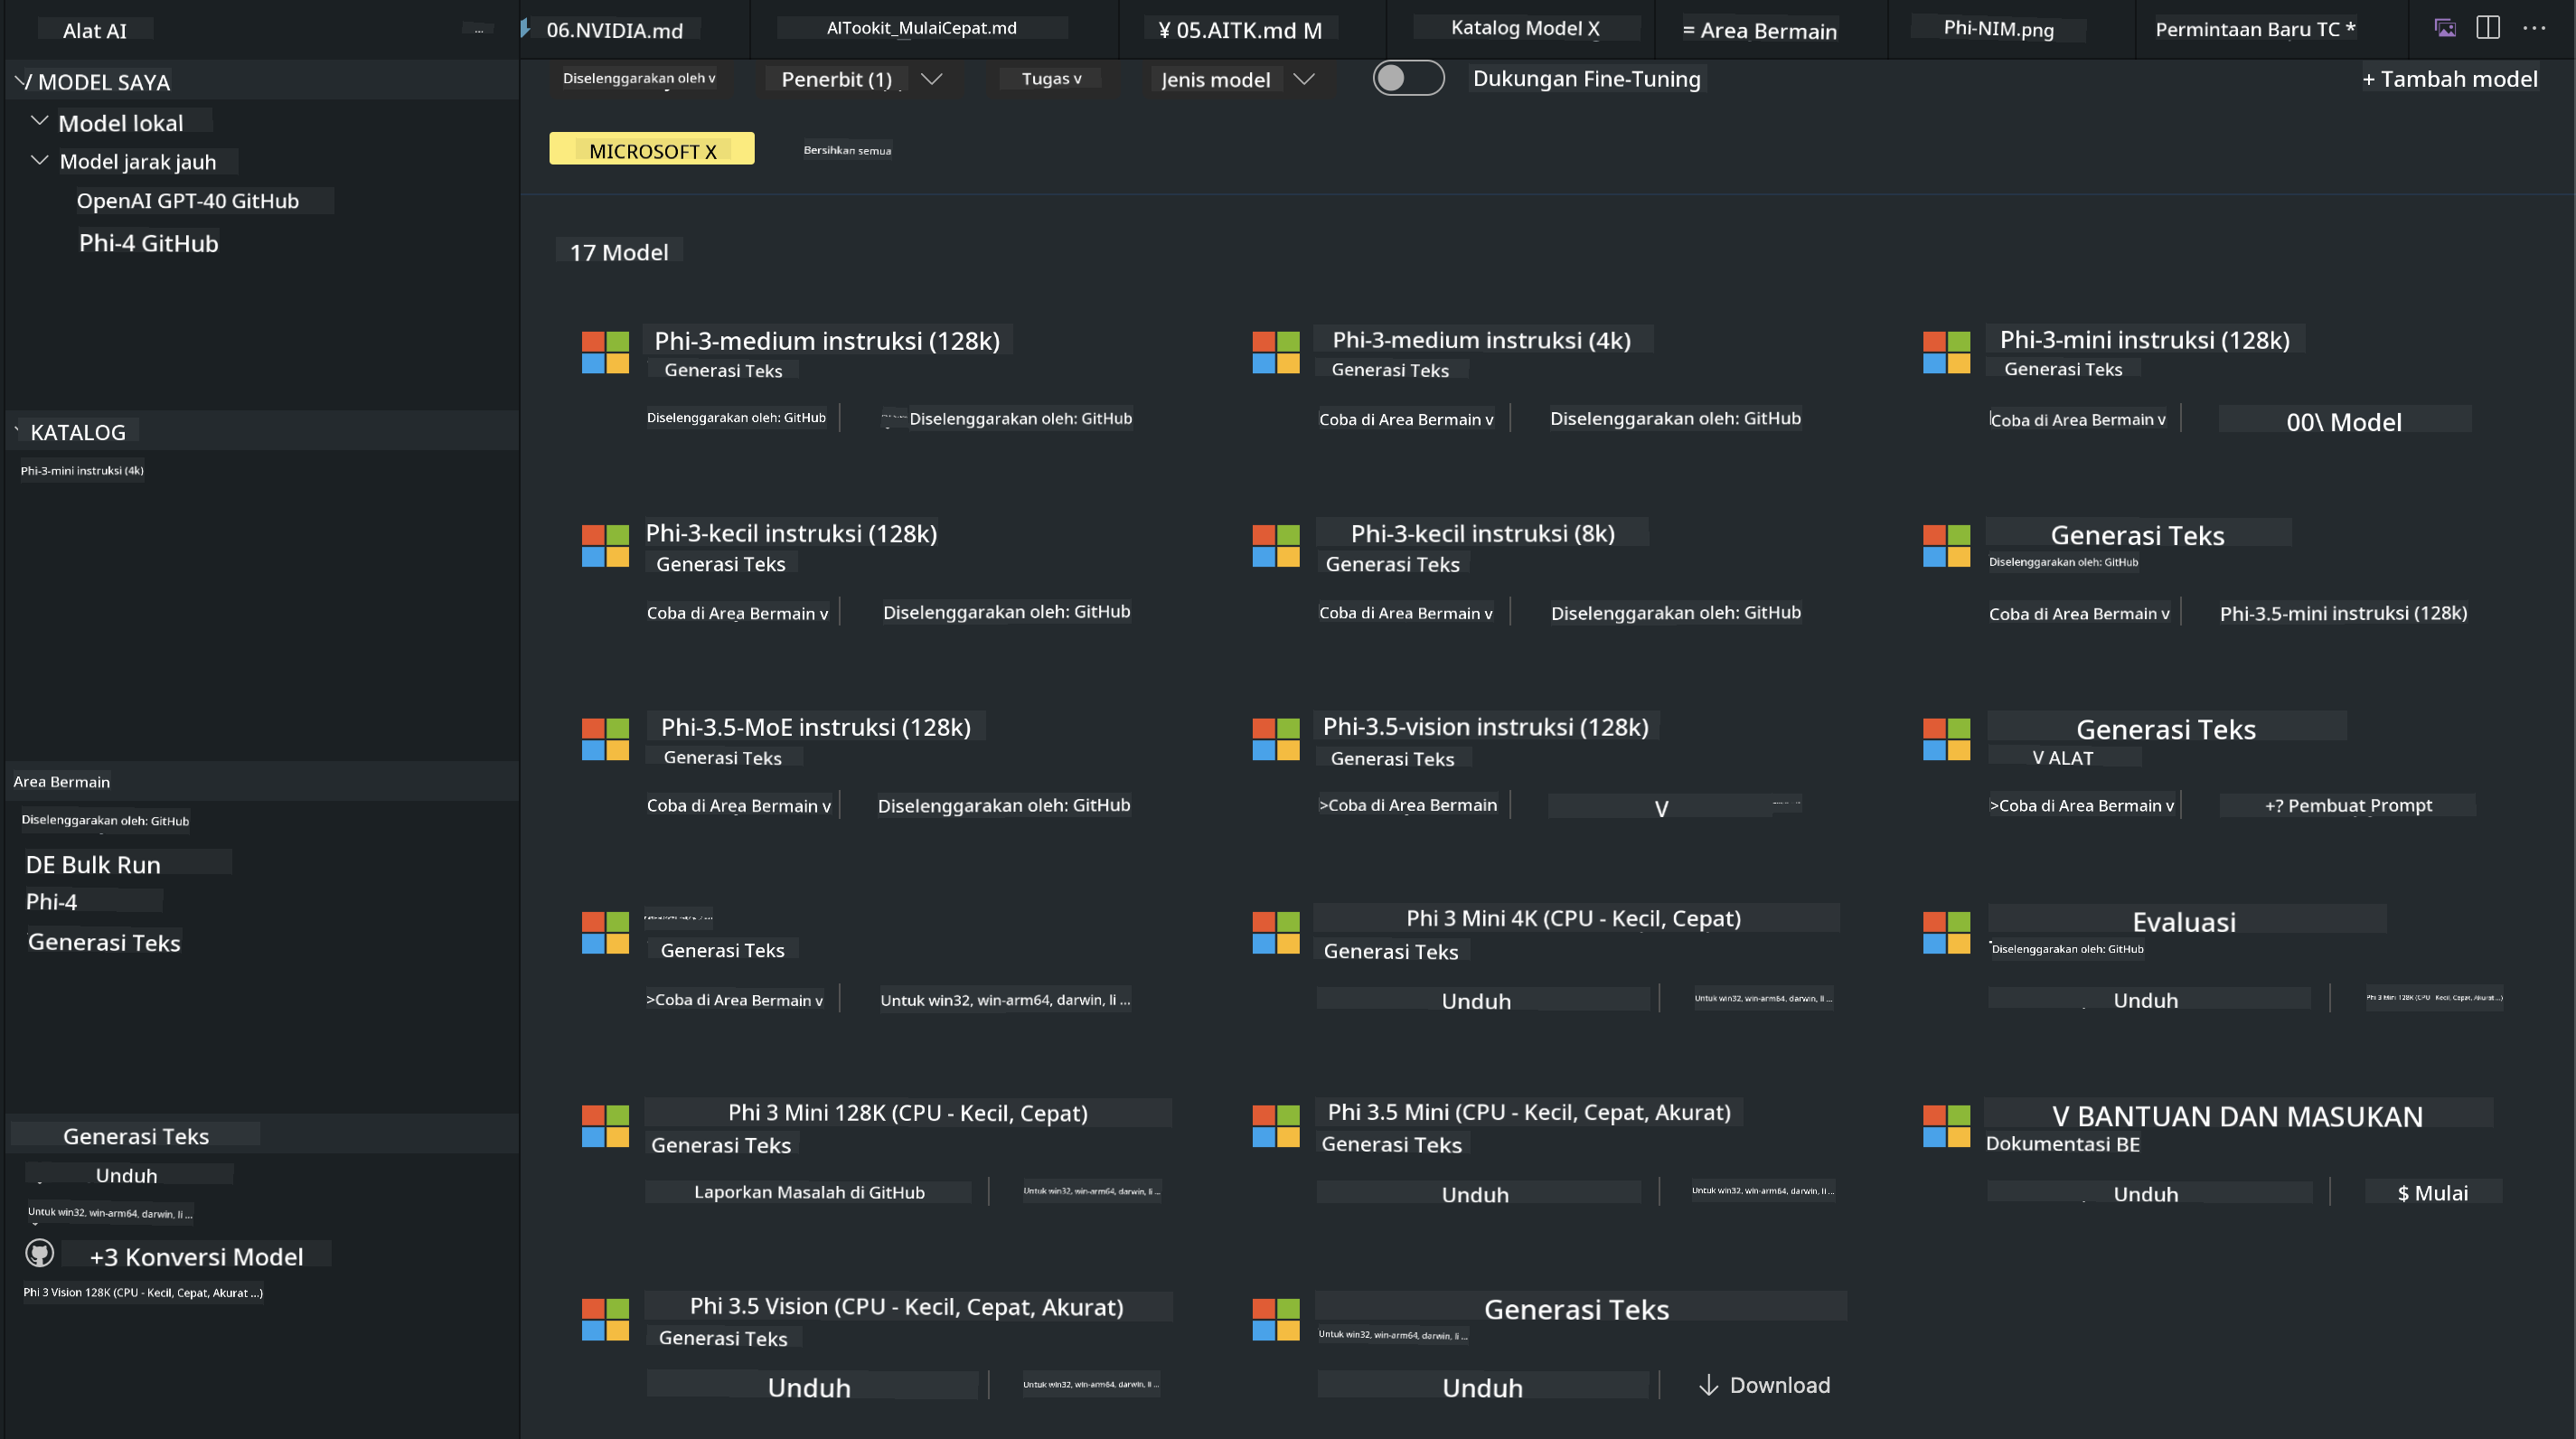 Alat AI
...
06.NVIDIA.md
AITookit_MulaiCepat.md
¥ 05.AITK.md M
Katalog Model X
= Area Bermain
Phi-NIM.png
Permintaan Baru TC *
V MODEL SAYA
Model lokal
Model jarak jauh
OpenAI GPT-40 GitHub
Phi-4 GitHub
KATALOG
Phi-3-mini instruksi (4k)
Area Bermain
Diselenggarakan oleh: GitHub
DE Bulk Run
Phi-4
Generasi Teks
Generasi Teks
Unduh
Untuk win32, win-arm64, darwin, li ...
+3 Konversi Model
Phi 3 Vision 128K (CPU - Kecil, Cepat, Akurat ...)
Diselenggarakan oleh v
Penerbit (1)
Tugas v
Jenis model
Dukungan Fine-Tuning
+ Tambah model
MICROSOFT X
Bersihkan semua
17 Model
Phi-3-medium instruksi (128k)
Generasi Teks
Diselenggarakan oleh: GitHub
Diselenggarakan oleh: GitHub
Phi-3-medium instruksi (4k)
Generasi Teks
Coba di Area Bermain v
Diselenggarakan oleh: GitHub
Phi-3-mini instruksi (128k)
Generasi Teks
Coba di Area Bermain v
00\ Model
Phi-3-kecil instruksi (128k)
Generasi Teks
Coba di Area Bermain v
Diselenggarakan oleh: GitHub
Phi-3-kecil instruksi (8k)
Generasi Teks
Coba di Area Bermain v
Diselenggarakan oleh: GitHub
Generasi Teks
Diselenggarakan oleh: GitHub
Coba di Area Bermain v
Phi-3.5-mini instruksi (128k)
Phi-3.5-MoE instruksi (128k)
Generasi Teks
Coba di Area Bermain v
Diselenggarakan oleh: GitHub
Phi-3.5-vision instruksi (128k)
Generasi Teks
>Coba di Area Bermain
V
Generasi Teks
V ALAT
>Coba di Area Bermain v
+? Pembuat Prompt
Generasi Teks
>Coba di Area Bermain v
Untuk win32, win-arm64, darwin, li ...
Phi 3 Mini 4K (CPU - Kecil, Cepat)
Generasi Teks
Unduh
Untuk win32, win-arm64, darwin, li ...
Evaluasi
Diselenggarakan oleh: GitHub
Unduh
Phi 3 Mini 128K (CPU - Kecil, Cepat, Akurat...)
Phi 3 Mini 128K (CPU - Kecil, Cepat)
Generasi Teks
Laporkan Masalah di GitHub
Untuk win32, win-arm64, darwin, li ...
Phi 3.5 Mini (CPU - Kecil, Cepat, Akurat)
Generasi Teks
Unduh
Untuk win32, win-arm64, darwin, li ...
V BANTUAN DAN MASUKAN
Dokumentasi BE
Unduh
$ Mulai
Phi 3.5 Vision (CPU - Kecil, Cepat, Akurat)
Generasi Teks
Unduh
Untuk win32, win-arm64, darwin, li ...
Generasi Teks
Untuk win32, win-arm64, darwin, li ...
Unduh
Download